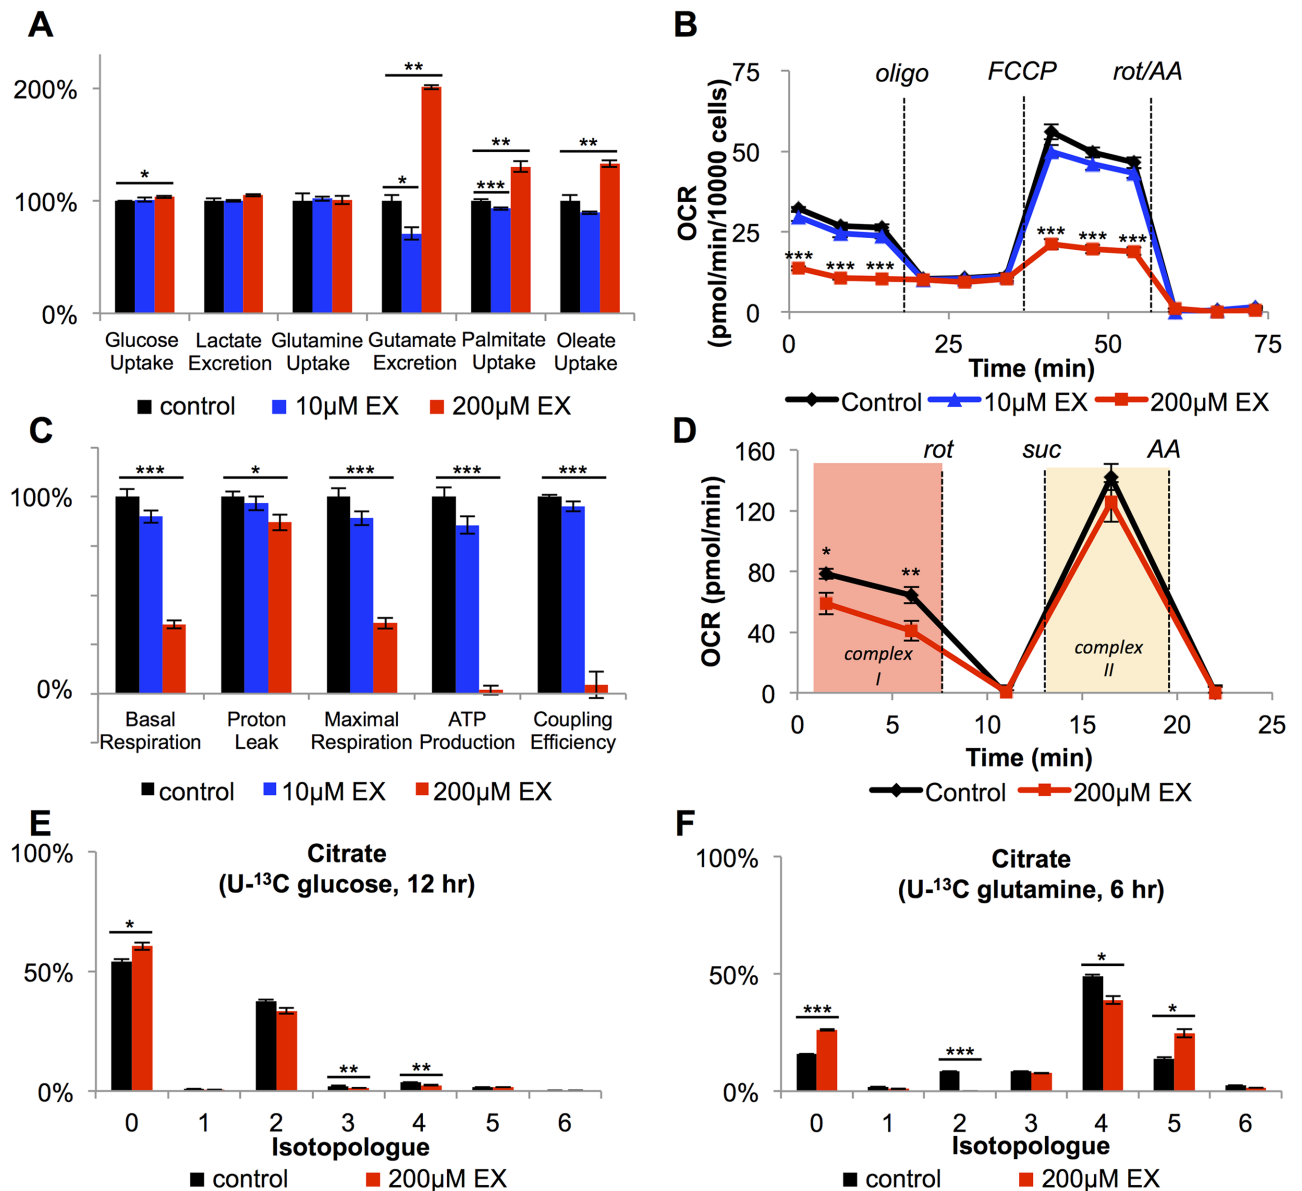 A
200%
100%
0%
**
*
*
***
**
**
Glucose Uptake
Lactate Excretion
Glutamine Uptake
Gutamate Excretion
Palmitate Uptake
Oleate Uptake
control 10µM EX 200µM EX
B
OCR
(pmol/min/10000 cells)
75
50
25
0
oligo FCCP rot/AA
*** *** ***
*** *** ***
0 25 50 75
Time (min)
Control 10µM EX 200µM EX
C
100%
0%
*** * *** *** ***
Basal Respiration
Proton Leak
Maximal Respiration
ATP Production
Coupling Efficiency
control 10µM EX 200µM EX
D
OCR (pmol/min)
160
120
80
40
0
rot suc AA
* **
complex I
complex II
0 5 10 15 20 25
Time (min)
Control 200µM EX
E
Citrate
(U-¹³C glucose, 12 hr)
100%
50%
0%
* ** **
0 1 2 3 4 5 6
Isotopologue
control 200µM EX
F
Citrate
(U-¹³C glutamine, 6 hr)
100%
50%
0%
*** *** * *
0 1 2 3 4 5 6
Isotopologue
control 200µM EX